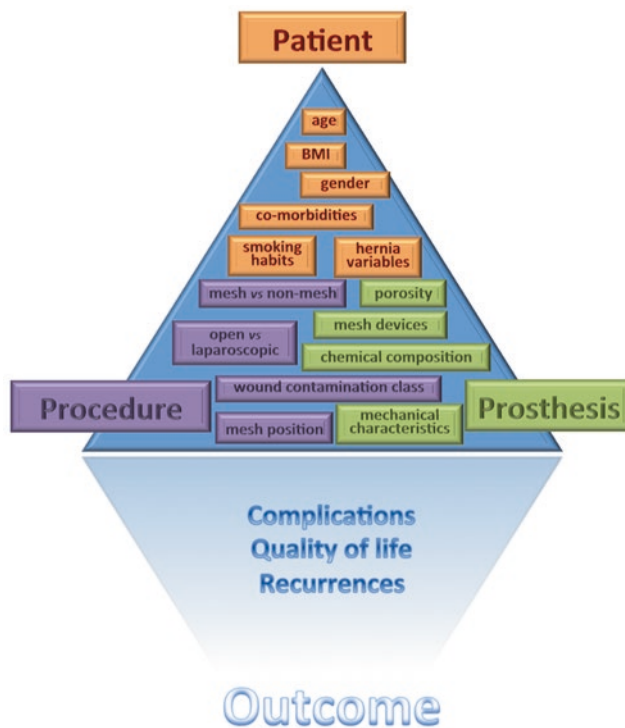 Patient
age
BMI
gender
co-morbidities
smoking
habits
hernia
variables
mesh vs non-mesh
porosity
mesh devices
open vs
laparoscopic
chemical composition
wound contamination class
Procedure
Prosthesis
mesh position
mechanical
characteristics
Complications
Quality of life
Recurrences
Outcome